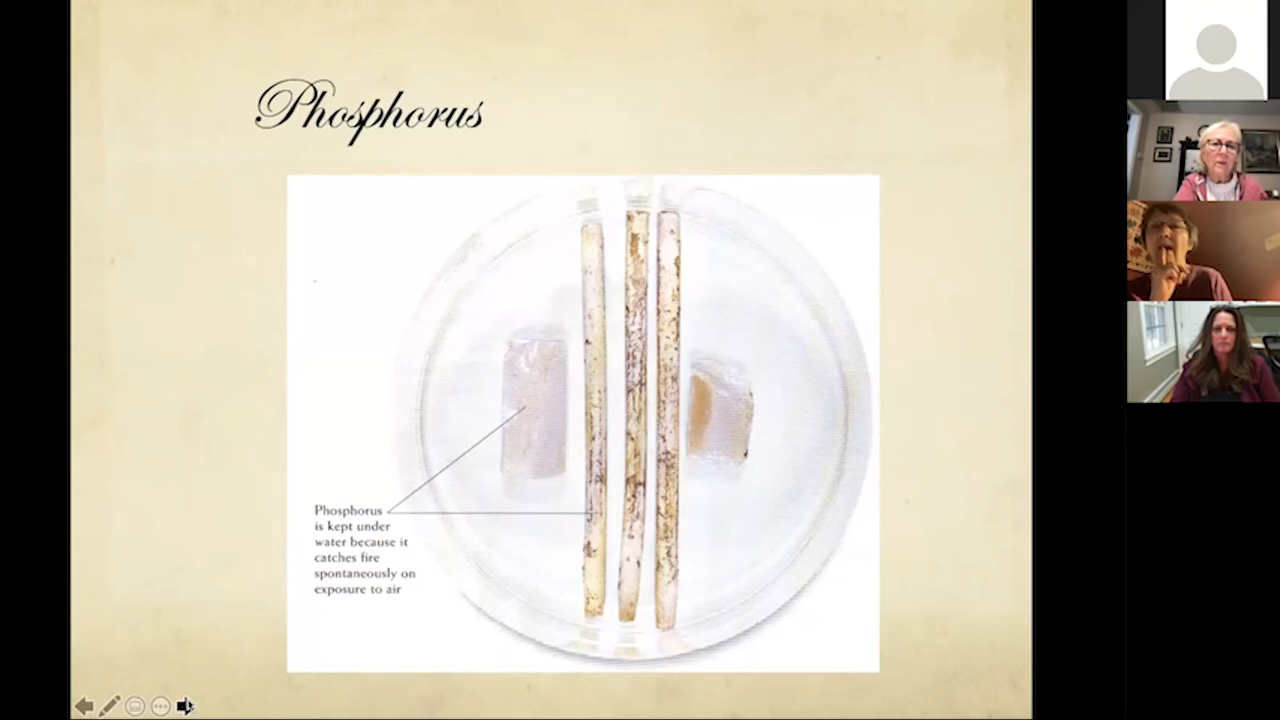 Phosphorus
Phosphorus
is kept under
water because it
catches fire
spontaneously on
exposure to air